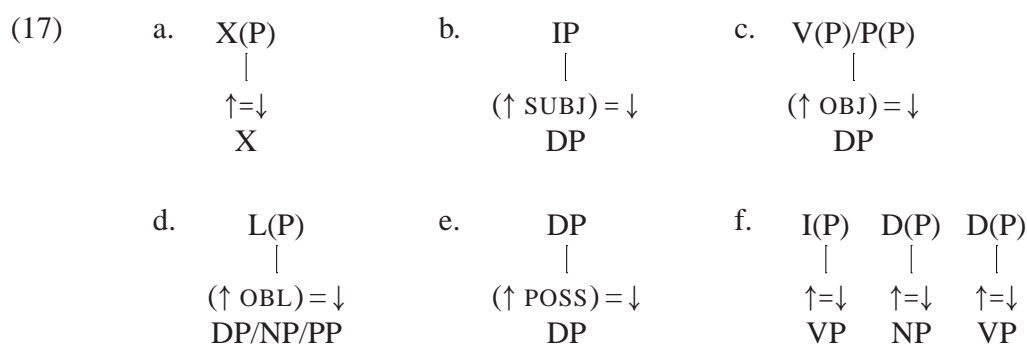 (17) a. X(P) b. IP c. V(P)/P(P)
↑=↓ (↑ SUBJ) = ↓ (↑ OBJ) = ↓
X DP DP
d. L(P) e. DP f. I(P) D(P) D(P)
(↑ OBL) = ↓ (↑ POSS) = ↓ ↑=↓ ↑=↓ ↑=↓
DP/NP/PP DP VP NP VP